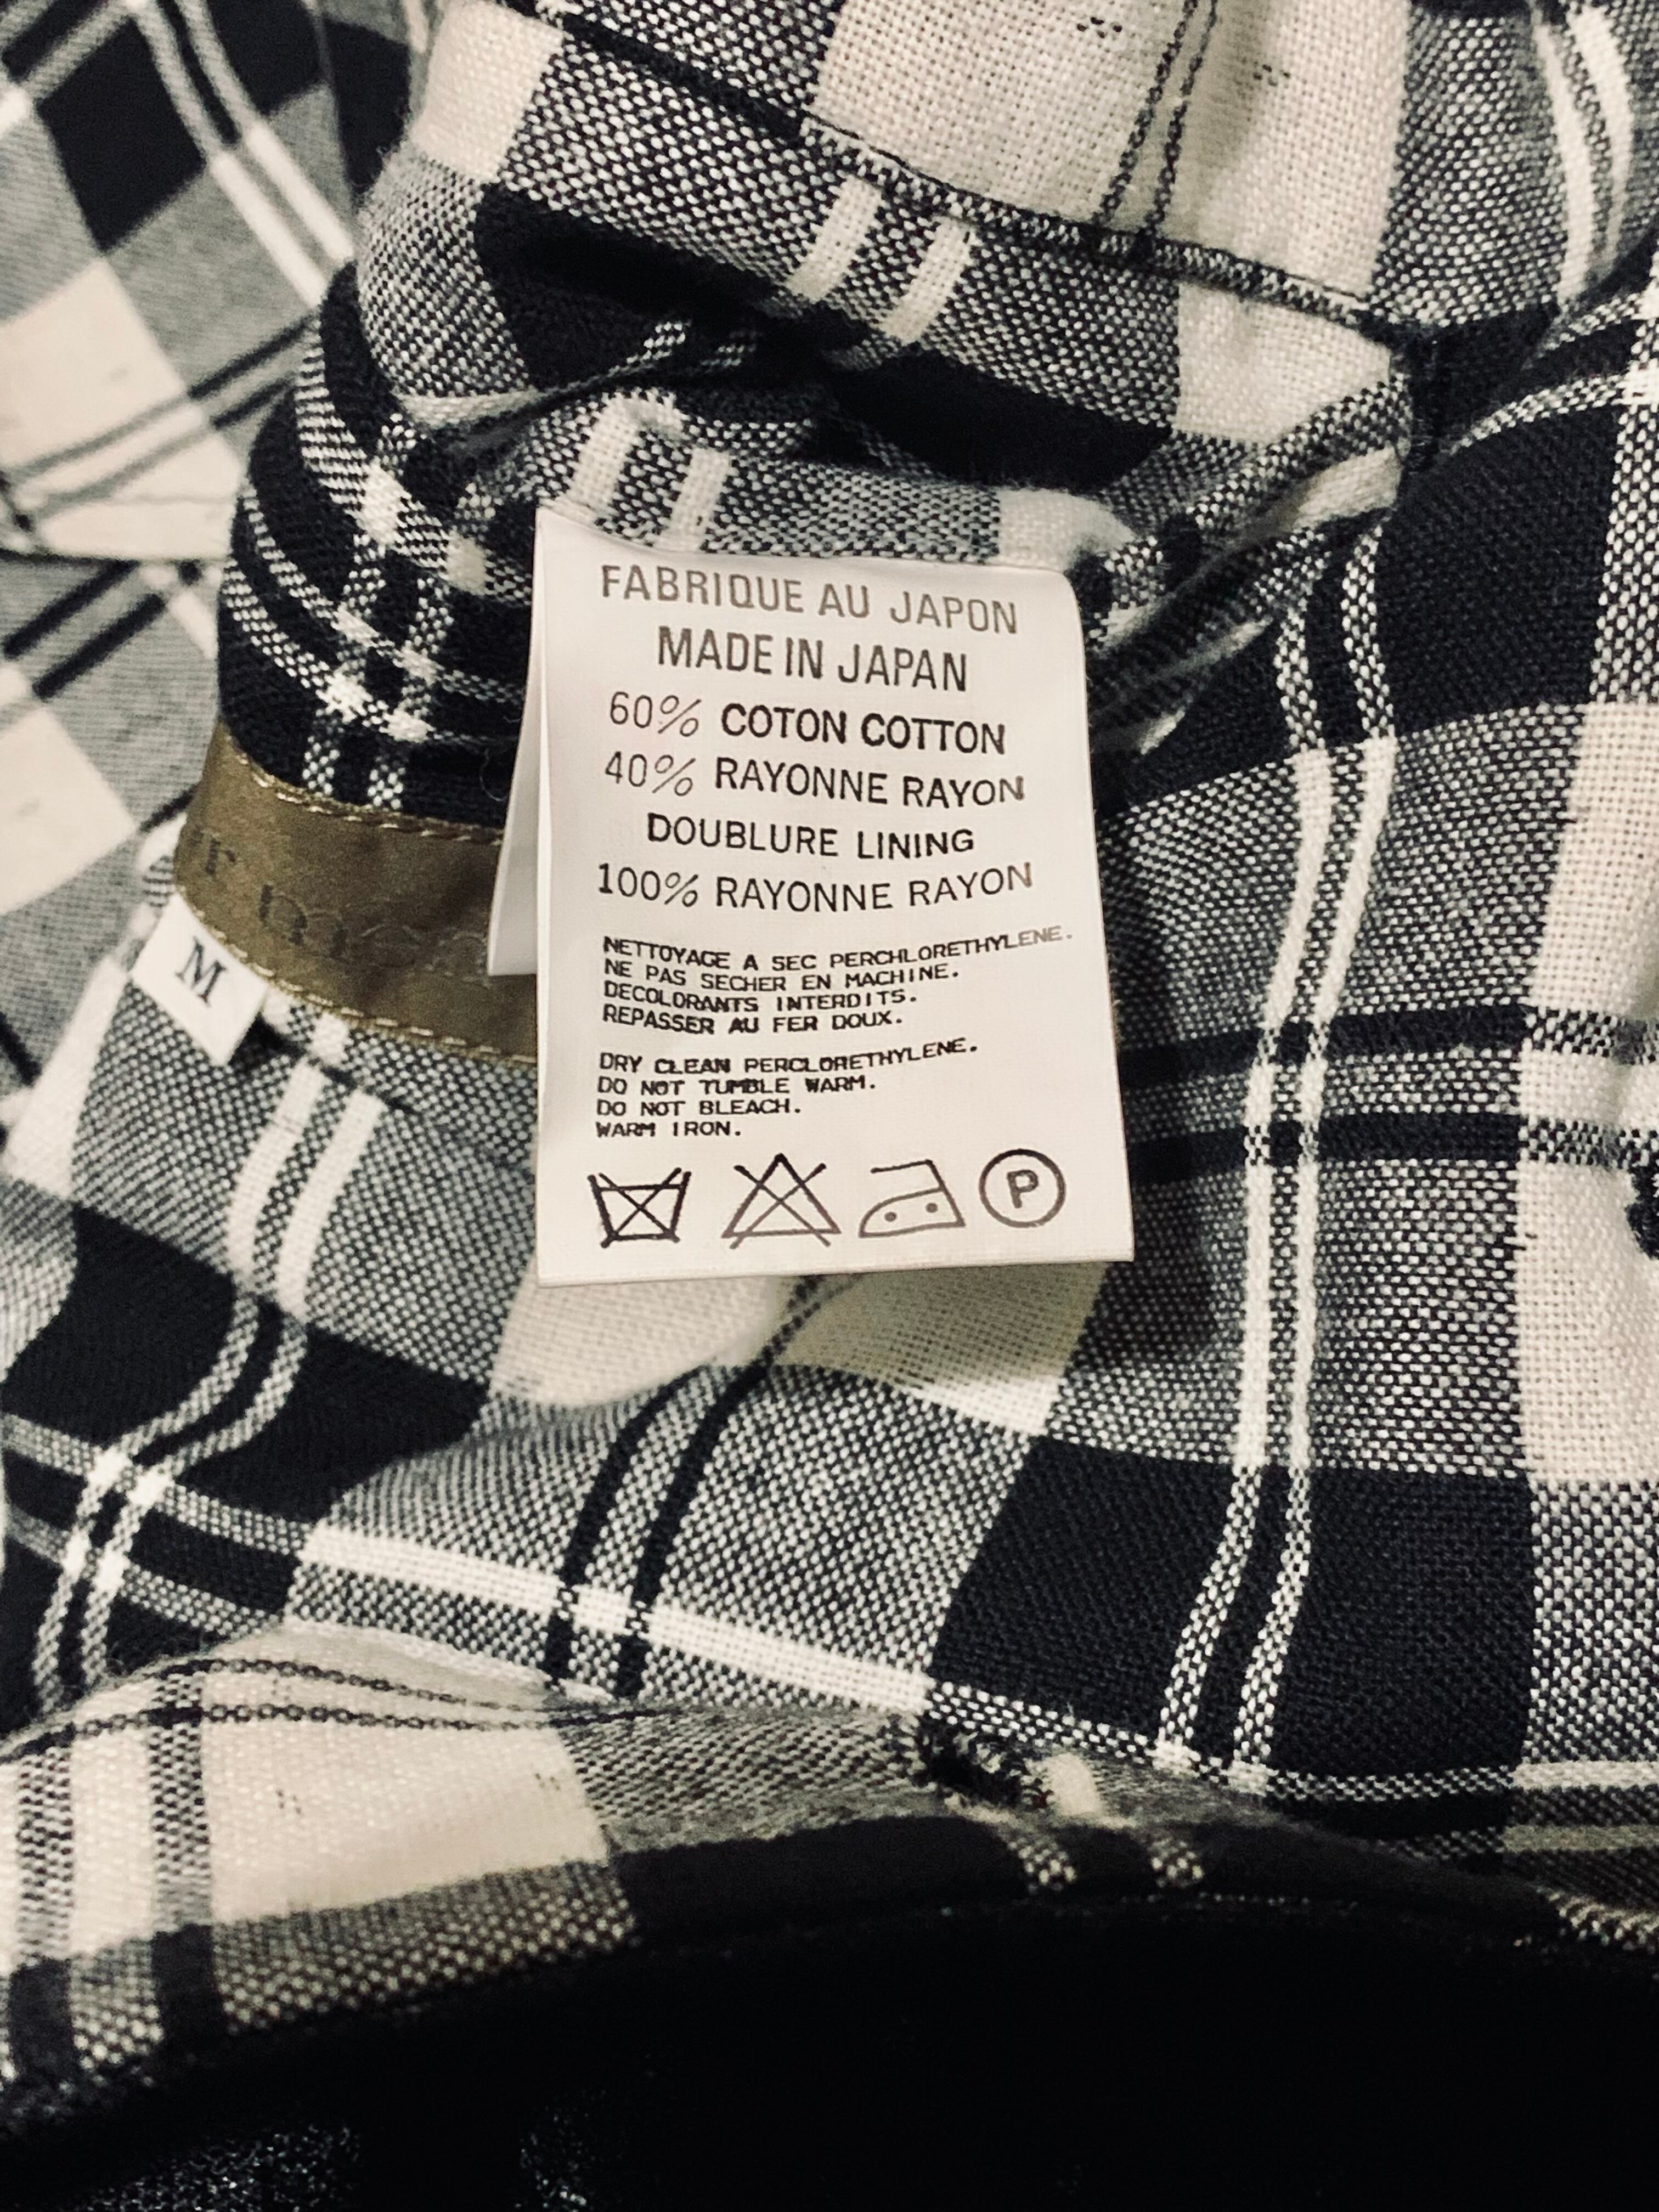 FABRIQUE AU JAPON
MADE IN JAPAN
60% COTON COTTON
40% RAYONNE RAYON
DOUBLURE LINING
100% RAYONNE RAYON
NETTOYAGE A SEC PERCHLORETHYLENE.
NE PAS SECHER EN MACHINE.
DECOLORANTS INTERDITS.
REPASSER AU FER DOUX.
DRY CLEAN PERCLORETHYLENE.
DO NOT TUMBLE WARM.
DO NOT BLEACH.
WARM IRON.
P
M